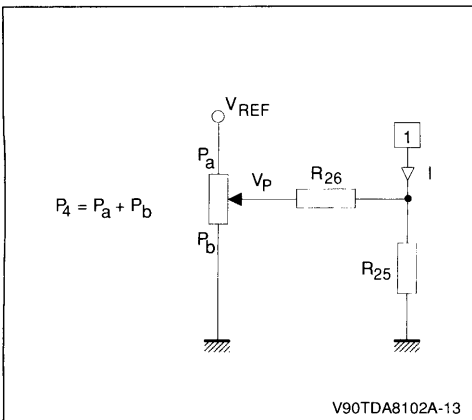 V_REF
P_a
1
I
V_P
R_26
P_4 = P_a + P_b
P_b
R_25
V90TDA8102A-13